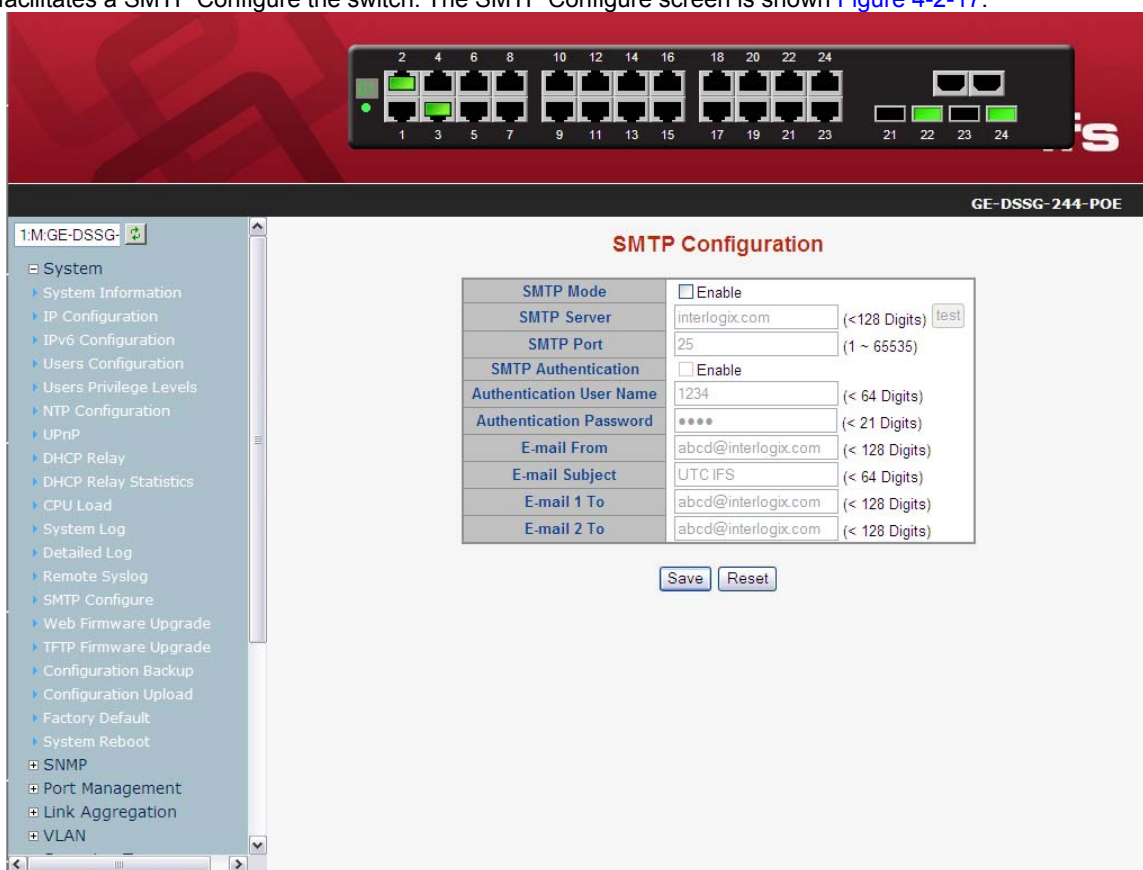 facilitates a SMTP Configure the switch. The SMTP Configure screen is shown Figure 4-2-17.
2 4 6 8 10 12 14 16 18 20 22 24
1 3 5 7 9 11 13 15 17 19 21 23 21 22 23 24
GE-DSSG-244-POE
1:M:GE-DSSG-
System
System Information
IP Configuration
IPv6 Configuration
Users Configuration
Users Privilege Levels
NTP Configuration
UPnP
DHCP Relay
DHCP Relay Statistics
CPU Load
System Log
Detailed Log
Remote Syslog
SMTP Configure
Web Firmware Upgrade
TFTP Firmware Upgrade
Configuration Backup
Configuration Upload
Factory Default
System Reboot
SNMP
Port Management
Link Aggregation
VLAN
SMTP Configuration
SMTP Mode Enable
SMTP Server interlogix.com (<128 Digits) test
SMTP Port 25 (1 ~ 65535)
SMTP Authentication Enable
Authentication User Name 1234 (< 64 Digits)
Authentication Password •••• (< 21 Digits)
E-mail From abcd@interlogix.com (< 128 Digits)
E-mail Subject UTC IFS (< 64 Digits)
E-mail 1 To abcd@interlogix.com (< 128 Digits)
E-mail 2 To abcd@interlogix.com (< 128 Digits)
Save Reset